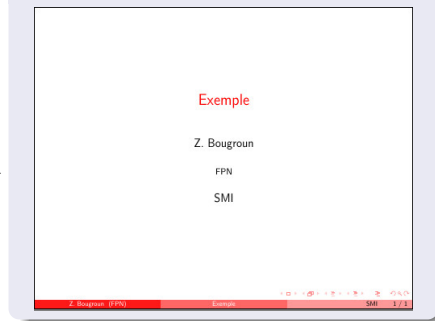 Exemple
Z. Bougroun
FPN
SMI
Z. Bougroun (FPN) Exemple SMI 1 / 1